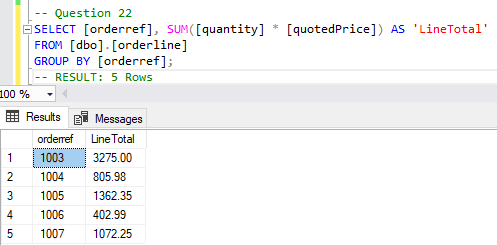 -- Question 22
SELECT [orderref], SUM([quantity] * [quotedPrice]) AS 'LineTotal'
FROM [dbo].[orderline]
GROUP BY [orderref];
-- RESULT: 5 Rows
100 %
Results Messages
orderref LineTotal
1 1003 3275.00
2 1004 805.98
3 1005 1362.35
4 1006 402.99
5 1007 1072.25